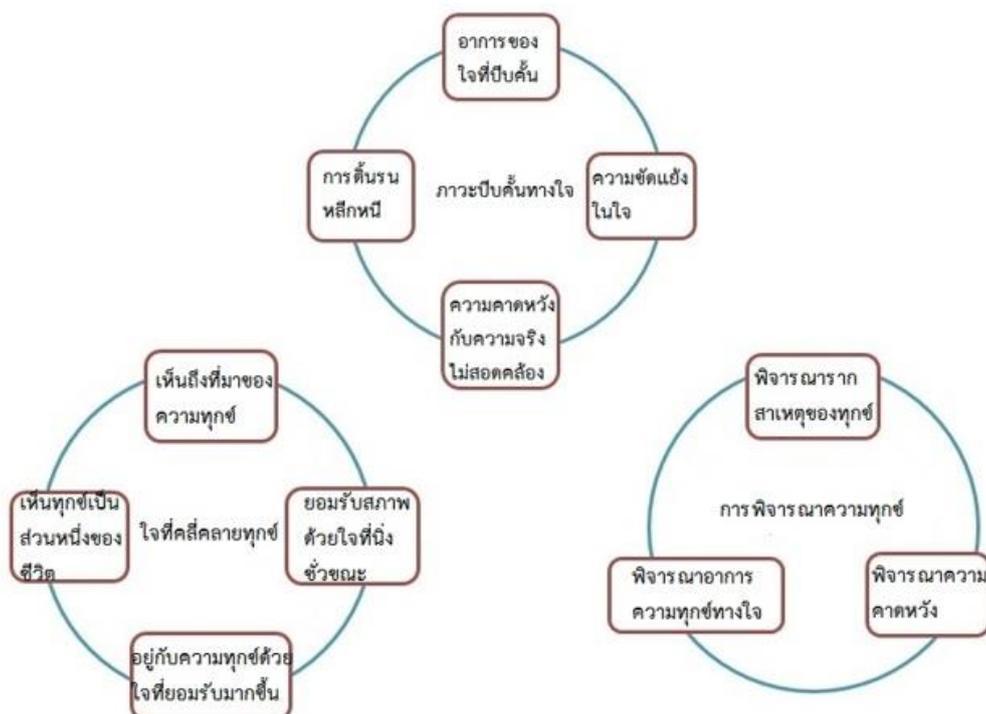 อาการของ
ใจที่บีบคั้น
การดิ้นรน
หลีกหนี
ภาวะบีบคั้นทางใจ
ความขัดแย้ง
ในใจ
ความคาดหวัง
กับความจริง
ไม่สอดคล้อง
เห็นถึงที่มาของ
ความทุกข์
เห็นทุกข์เป็น
ส่วนหนึ่งของ
ชีวิต
ใจที่คลี่คลายทุกข์
ยอมรับสภาพ
ด้วยใจที่นิ่ง
ชั่วขณะ
อยู่กับความทุกข์ด้วย
ใจที่ยอมรับมากขึ้น
พิจารณาราก
สาเหตุของทุกข์
การพิจารณาความทุกข์
พิจารณาอาการ
ความทุกข์ทางใจ
พิจารณาความ
คาดหวัง